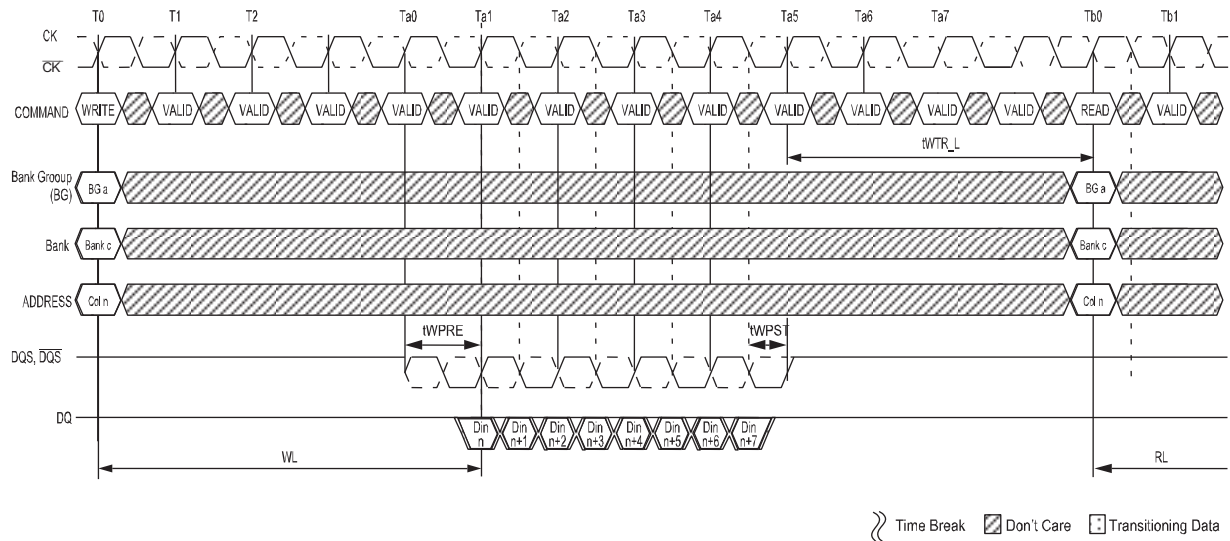 T0 T1 T2 Ta0 Ta1 Ta2 Ta3 Ta4 Ta5 Ta6 Ta7 Tb0 Tb1
CK
CK
COMMAND WRITE VALID VALID VALID VALID VALID VALID VALID VALID VALID VALID VALID VALID READ VALID
tWTR_L
Bank Grooup
(BG) BG a BG a
Bank Bank c Bank c
ADDRESS Col n Col n
tWPRE tWPST
DQS, DQS
DQ
Din Din Din Din Din Din Din Din
n n+1 n+2 n+3 n+4 n+5 n+6 n+7
WL RL
Time Break Don't Care Transitioning Data